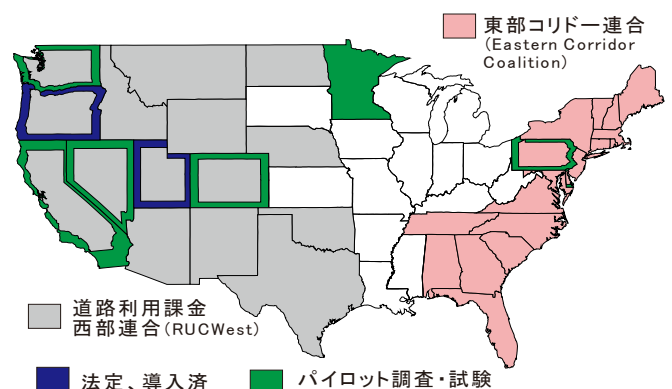 東部コリドー連合
(Eastern Corridor
Coalition)
道路利用課金
西部連合(RUCWest)
法定、導入済
パイロット調査・試験